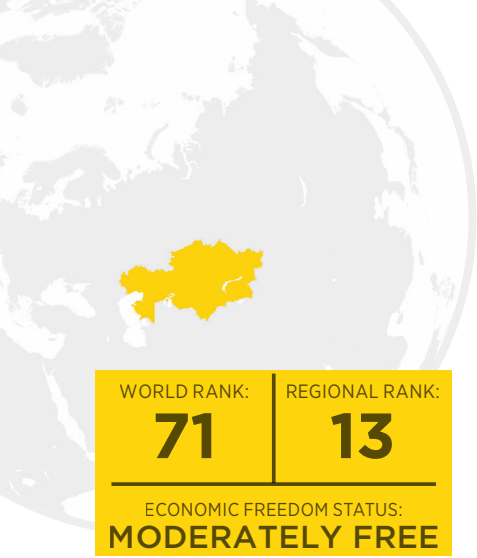 WORLD RANK:
71
REGIONAL RANK:
13
ECONOMIC FREEDOM STATUS:
MODERATELY FREE